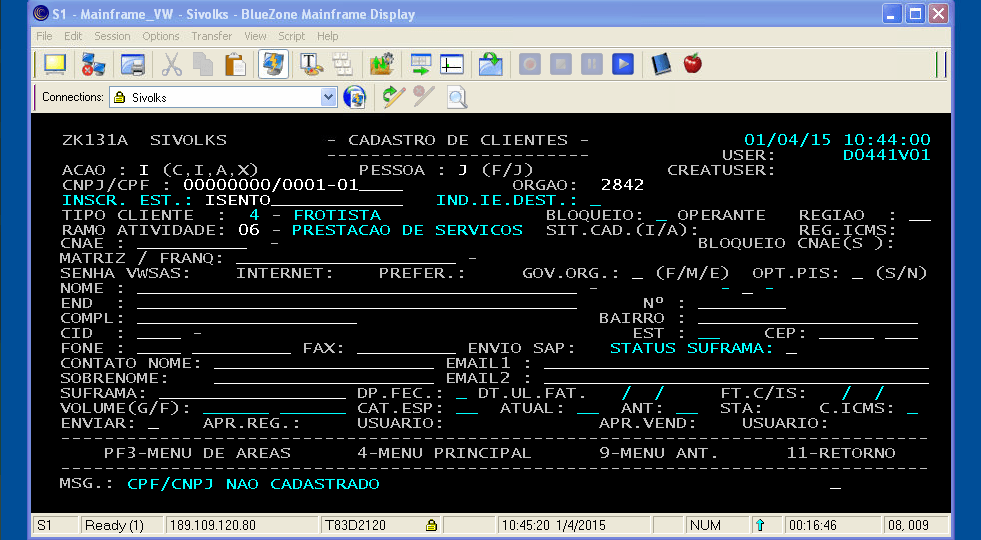 S1 - Mainframe_VW - Sivolks - BlueZone Mainframe Display
File Edit Session Options Transfer View Script Help
Connections: Sivolks
ZK131A SIVOLKS - CADASTRO DE CLIENTES - 01/04/15 10:44:00
------------------------ USER: D0441V01
ACAO : I (C,I,A,X) PESSOA : J (F/J) CREATUSER:
CNPJ/CPF : 00000000/0001-01____ ORGAO: 2842
INSCR. EST.: ISENTO____________ IND.IE.DEST.: _
TIPO CLIENTE : 4 - FROTISTA BLOQUEIO: _ OPERANTE REGIAO : __
RAMO ATIVIDADE: 06 - PRESTACAO DE SERVICOS SIT.CAD.(I/A): REG.ICMS:
CNAE : __________ - BLOQUEIO CNAE(S ):
MATRIZ / FRANQ: ____________________ -
SENHA VWSAS: INTERNET: PREFER.: GOV.ORG.: _ (F/M/E) OPT.PIS: _ (S/N)
NOME : ________________________________________ - - _ -
END : ________________________________________ Nº : ________
COMPL: ____________________ BAIRRO : ____________________
CID : ____ - EST : __ CEP: _____ ___
FONE : ____ _________ FAX: _________ ENVIO SAP: STATUS SUFRAMA: _
CONTATO NOME: ____________________ EMAIL1 : ___________________________________
SOBRENOME: ____________________ EMAIL2 : ___________________________________
SUFRAMA: _________________ DP.FEC.: _ DT.UL.FAT. / / FT.C/IS: / /
VOLUME(G/F): ______ ______ CAT.ESP: __ ATUAL: __ ANT: __ STA: C.ICMS: _
ENVIAR: _ APR.REG.: USUARIO: APR.VEND: USUARIO:
-------------------------------------------------------------------------------
PF3-MENU DE AREAS 4-MENU PRINCIPAL 9-MENU ANT. 11-RETORNO
-------------------------------------------------------------------------------
MSG.: CPF/CNPJ NAO CADASTRADO _
S1 Ready (1) 189.109.120.80 T83D2120 10:45:20 1/4/2015 NUM 00:16:46 08, 009